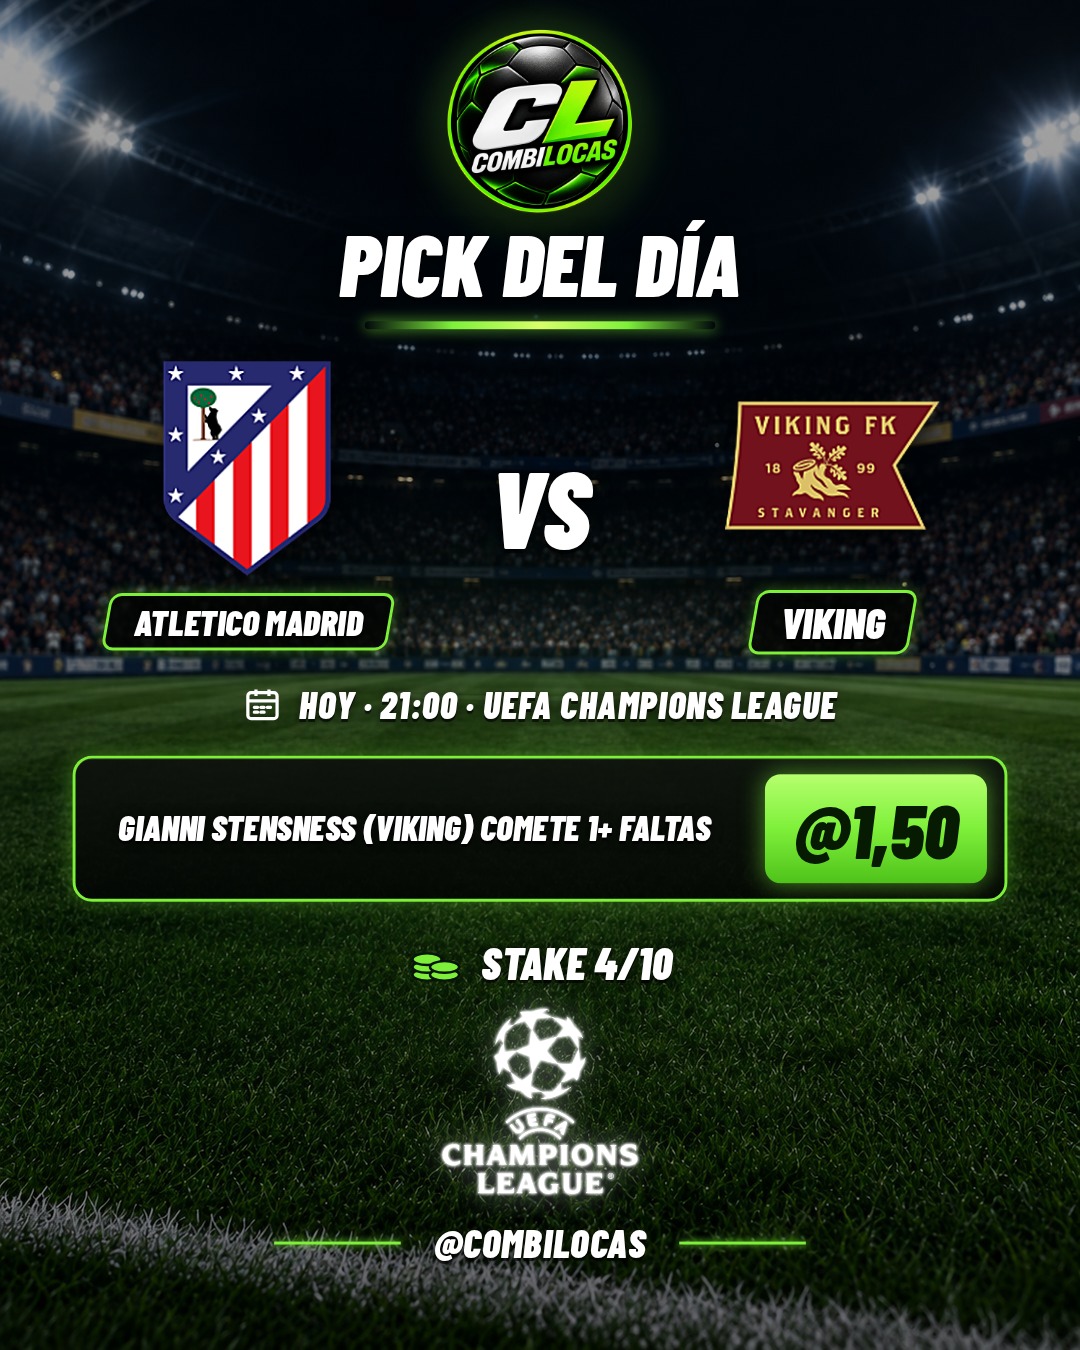 CL
COMBILOCAS
PICK DEL DÍA
VIKING FK
18 99
STAVANGER
VS
ATLETICO MADRID
VIKING
HOY · 21:00 · UEFA CHAMPIONS LEAGUE
GIANNI STENSNESS (VIKING) COMETE 1+ FALTAS
@1,50
STAKE 4/10
UEFA
CHAMPIONS
LEAGUE®
@COMBILOCAS